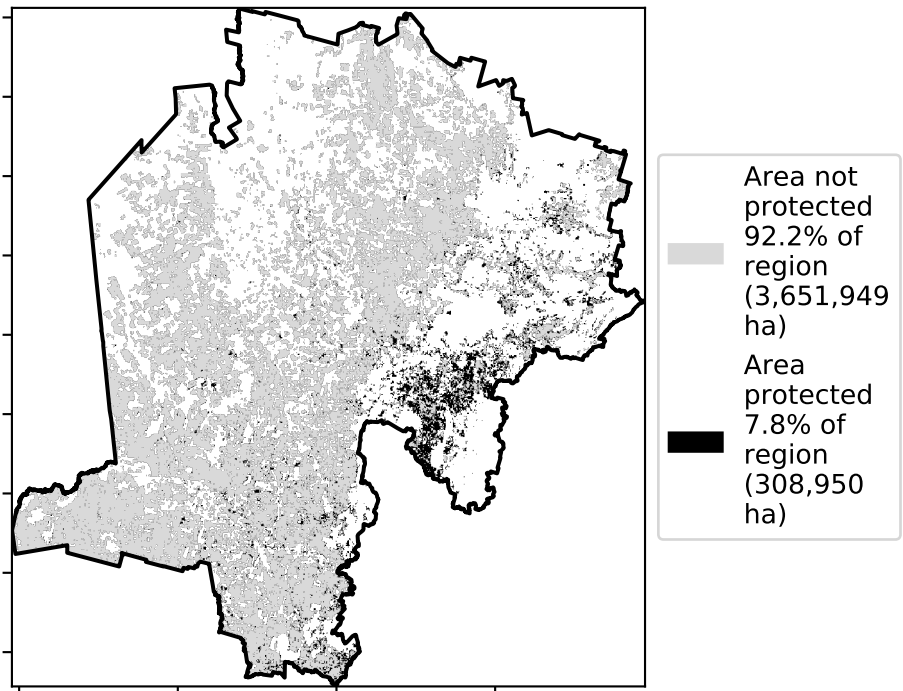 Area not
protected
92.2% of
region
(3,651,949
ha)
Area
protected
7.8% of
region
(308,950
ha)